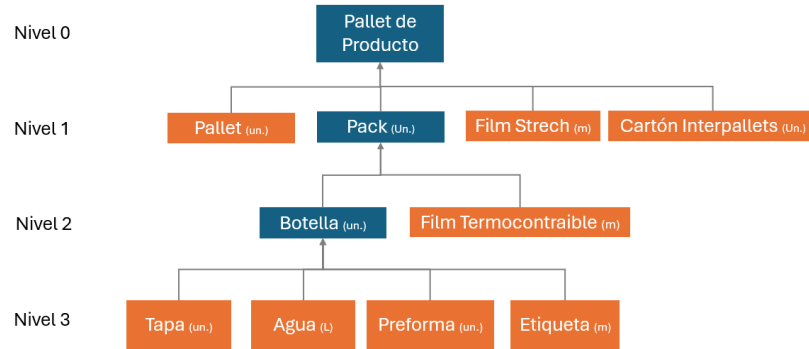 Nivel 0
Pallet de
Producto
Nivel 1
Pallet (un.)
Pack (Un.)
Film Strech (m)
Cartón Interpallets (Un.)
Nivel 2
Botella (un.)
Film Termocontraible (m)
Nivel 3
Tapa (un.)
Agua (L)
Preforma (un.)
Etiqueta (m)